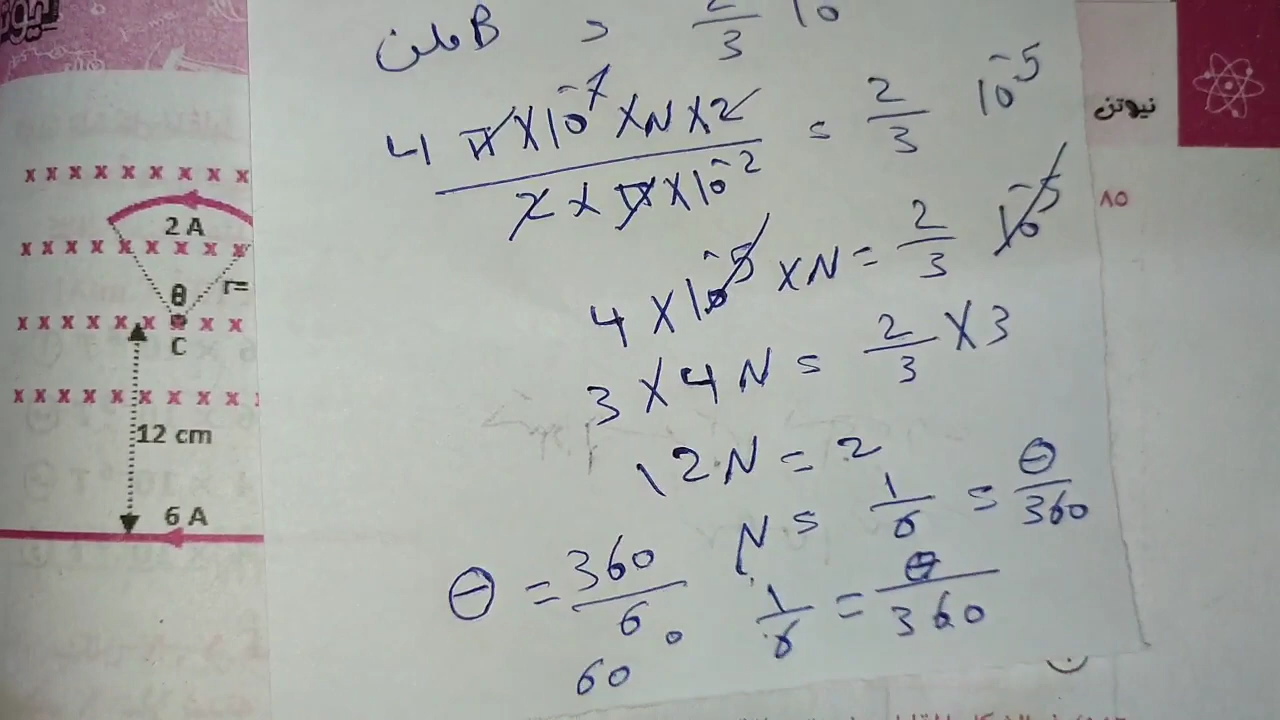 ملف B = 2/3 10
4 π × 10^-7 × N × 2 / 2 × π × 10^-2 = 2/3 10^-5
4 × 10^-5 × N = 2/3 10^-5
3 × 4 N = 2/3 × 3
12 N = 2
N = 1/6 = θ/360
1/6 = θ/360
θ = 360/6
60°
نيوتن
٨٥
x x x x x x x x x
2 A
x x x x x x x x x
θ r=
x x x x x x x x
C
x x x x x x x x x
12 cm
6 A